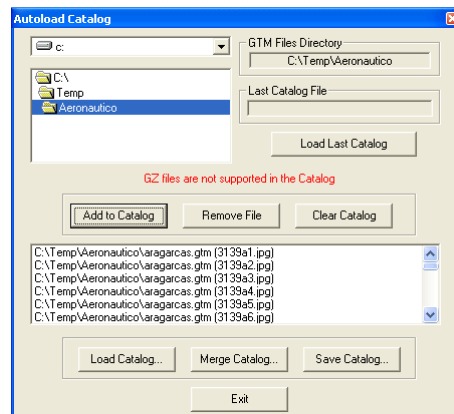 Autoload Catalog
c:
C:\
Temp
Aeronautico
GTM Files Directory
C:\Temp\Aeronautico
Last Catalog File
Load Last Catalog
GZ files are not supported in the Catalog
Add to Catalog
Remove File
Clear Catalog
C:\Temp\Aeronautico\aragarcas.gtm (3139a1.jpg)
C:\Temp\Aeronautico\aragarcas.gtm (3139a2.jpg)
C:\Temp\Aeronautico\aragarcas.gtm (3139a3.jpg)
C:\Temp\Aeronautico\aragarcas.gtm (3139a4.jpg)
C:\Temp\Aeronautico\aragarcas.gtm (3139a5.jpg)
C:\Temp\Aeronautico\aragarcas.gtm (3139a6.jpg)
Load Catalog...
Merge Catalog...
Save Catalog...
Exit